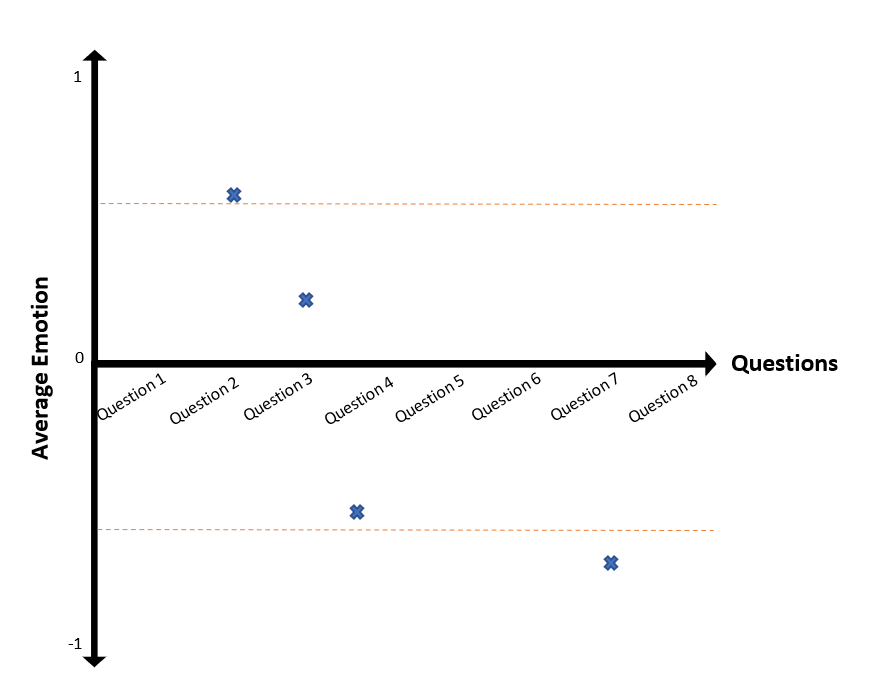 1
0
-1
Average Emotion
Questions
Question 1
Question 2
Question 3
Question 4
Question 5
Question 6
Question 7
Question 8